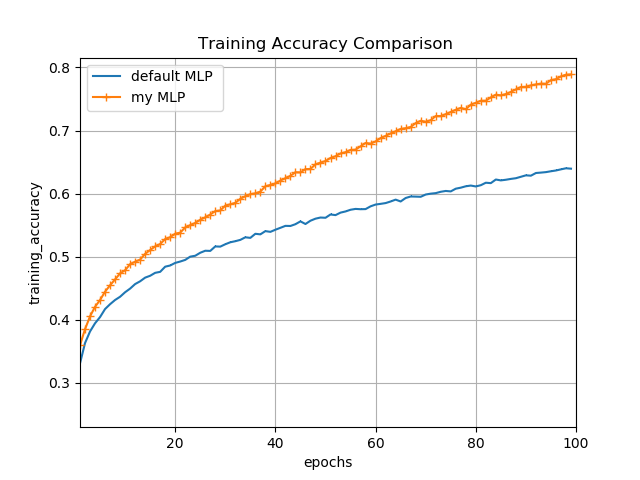 Training Accuracy Comparison
default MLP
my MLP
0.8
0.7
0.6
0.5
0.4
0.3
training_accuracy
20 40 60 80 100
epochs